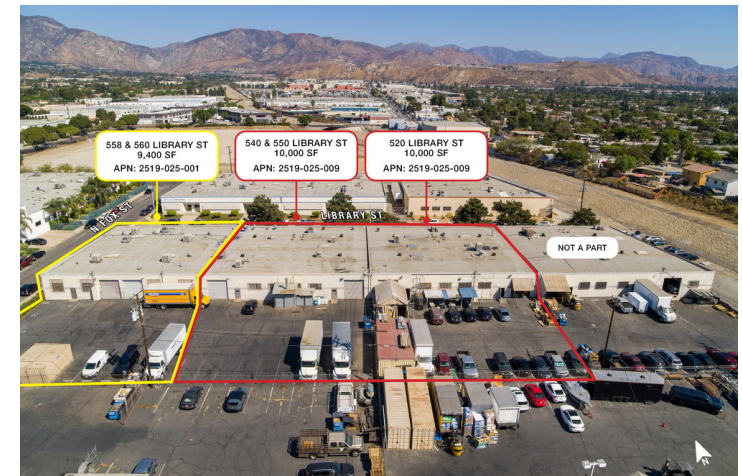 558 & 560 LIBRARY ST
9,400 SF
APN: 2519-025-001
540 & 550 LIBRARY ST
10,000 SF
APN: 2519-025-009
520 LIBRARY ST
10,000 SF
APN: 2519-025-009
N FOX ST
LIBRARY ST
NOT A PART
N